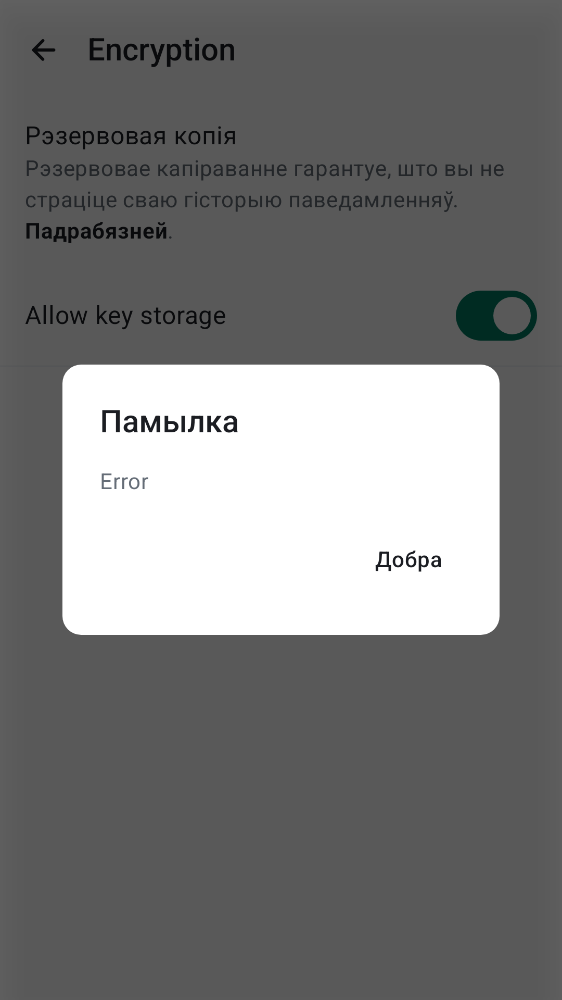 Encryption
Рэзервовая копія
Рэзервовае капіраванне гарантуе, што вы не
страціце сваю гісторыю паведамленняў.
Падрабязней.
Allow key storage
Памылка
Error
Добра